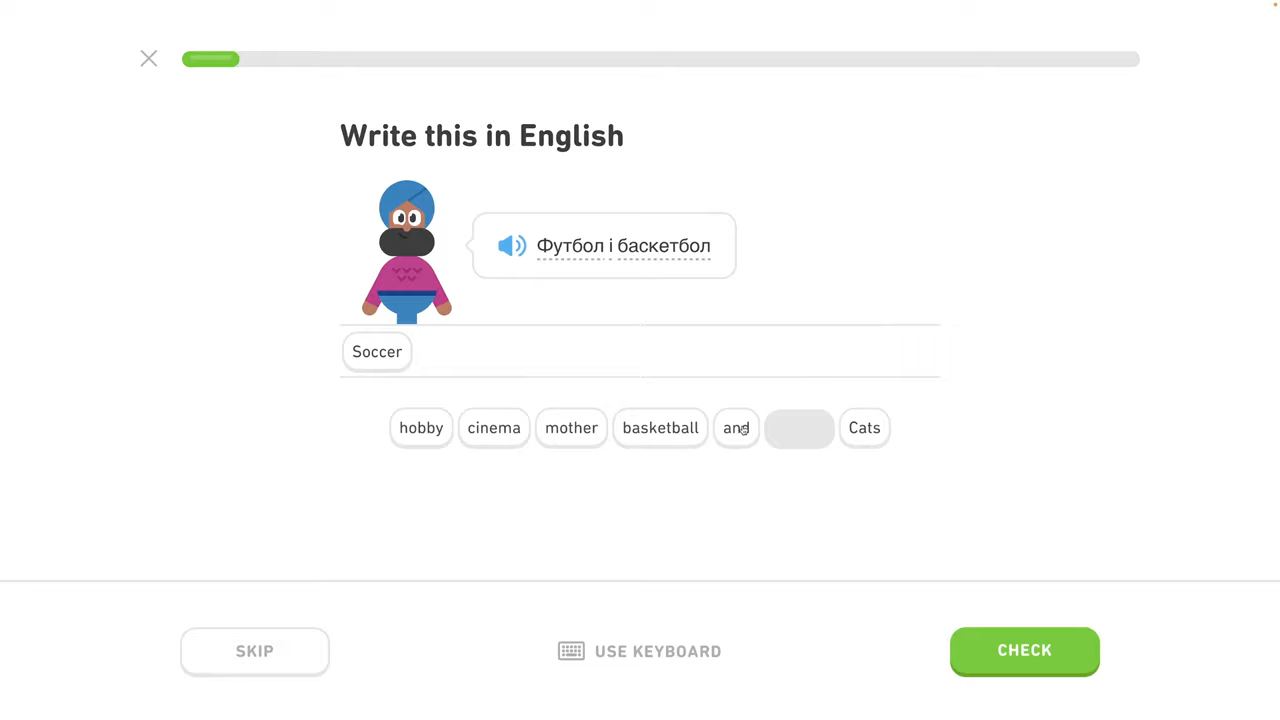 Write this in English
Футбол і баскетбол
Soccer
hobby cinema mother basketball and Cats
SKIP USE KEYBOARD CHECK